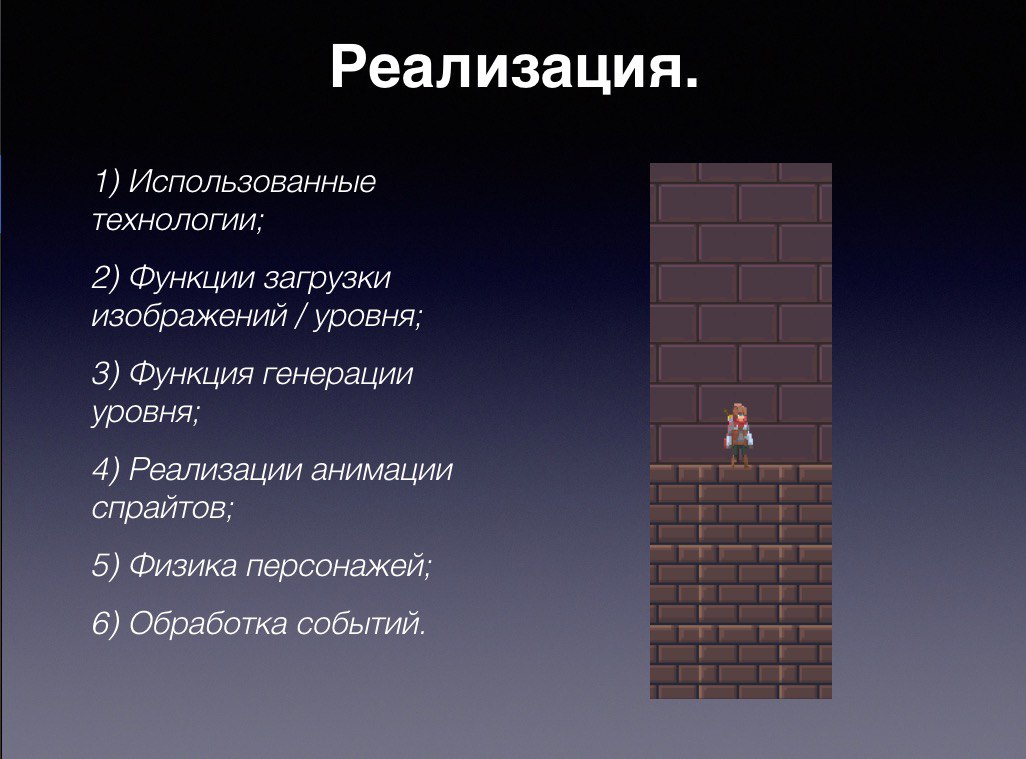 Реализация.
1) Использованные
технологии;
2) Функции загрузки
изображений / уровня;
3) Функция генерации
уровня;
4) Реализации анимации
спрайтов;
5) Физика персонажей;
6) Обработка событий.